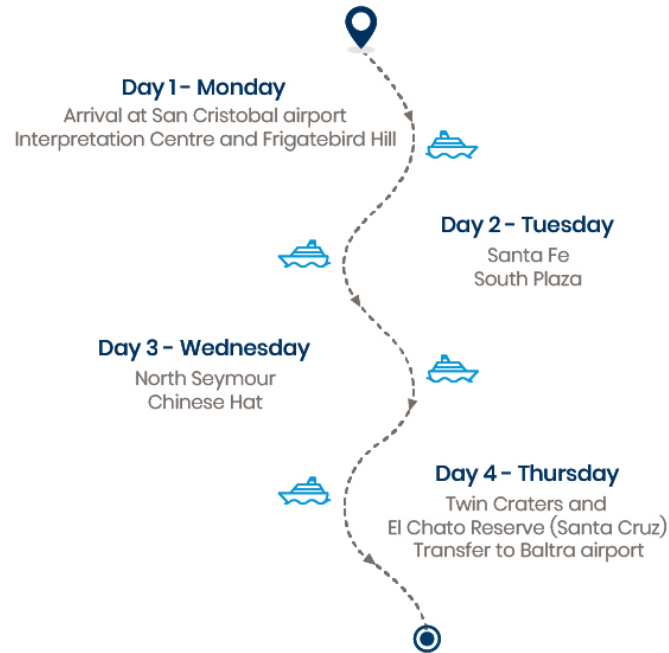 Day 1 - Monday
Arrival at San Cristobal airport
Interpretation Centre and Frigatebird Hill
Day 2 - Tuesday
Santa Fe
South Plaza
Day 3 - Wednesday
North Seymour
Chinese Hat
Day 4 - Thursday
Twin Craters and
El Chato Reserve (Santa Cruz)
Transfer to Baltra airport